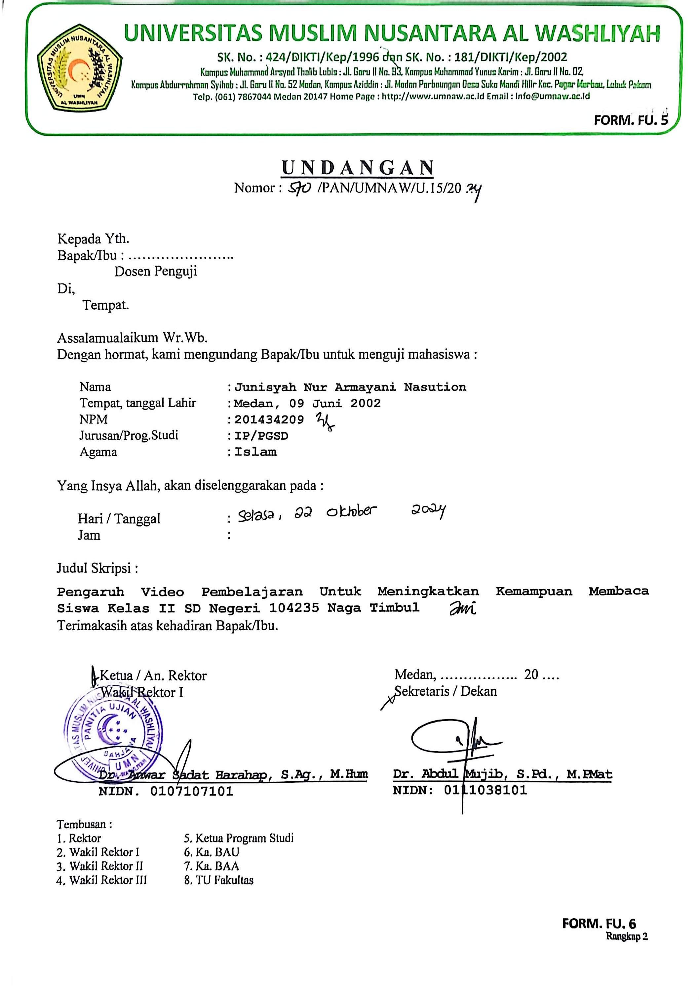 UNIVERSITAS MUSLIM NUSANTARA AL WASHLIYAH
SK. No. : 424/DIKTI/Kep/1996 dan SK. No. : 181/DIKTI/Kep/2002
Kampus Muhammad Arsyad Thalib Lubis : Jl. Garu II No. 93, Kampus Muhammad Yunus Karim : Jl. Garu II No. 02,
Kampus Abdurrahman Syihab : Jl. Garu II No. 52 Medan, Kampus Aziddin : Jl. Medan Perbaungan Desa Suka Mandi Hilir Kec. Pagar Merbau, Lubuk Pakam
Telp. (061) 7867044 Medan 20147 Home Page : http://www.umnaw.ac.id Email : info@umnaw.ac.id
UNIVERSITAS MUSLIM NUSANTARA AL WASHLIYAH
UMN
AL WASHLIYAH
FORM. FU. 5
UNDANGAN
Nomor : 570 /PAN/UMNAW/U.15/20 24
Kepada Yth.
Bapak/Ibu : .......................
Dosen Penguji
Di,
Tempat.
Assalamualaikum Wr.Wb.
Dengan hormat, kami mengundang Bapak/Ibu untuk menguji mahasiswa :
Nama : Junisyah Nur Armayani Nasution
Tempat, tanggal Lahir : Medan, 09 Juni 2002
NPM : 201434209
Jurusan/Prog.Studi : IP/PGSD
Agama : Islam
Yang Insya Allah, akan diselenggarakan pada :
Hari / Tanggal : Selasa, 22 Oktober 2024
Jam :
Judul Skripsi :
Pengaruh Video Pembelajaran Untuk Meningkatkan Kemampuan Membaca
Siswa Kelas II SD Negeri 104235 Naga Timbul
Terimakasih atas kehadiran Bapak/Ibu.
Ketua / An. Rektor
Wakil Rektor I
Medan, ................. 20 ....
Sekretaris / Dekan
UNIVERSITAS MUSLIM NUSANTARA AL WASHLIYAH
PANITIA UJIAN
SARJANA
UMN
AL-WASHLIYAH
Dr. Anwar Sadat Harahap, S.Ag., M.Hum
NIDN. 0107107101
Dr. Abdul Mujib, S.Pd., M.PMat
NIDN: 0111038101
Tembusan :
1. Rektor
2. Wakil Rektor I
3. Wakil Rektor II
4. Wakil Rektor III
5. Ketua Program Studi
6. Ka. BAU
7. Ka. BAA
8. TU Fakultas
FORM. FU. 6
Rangkap 2